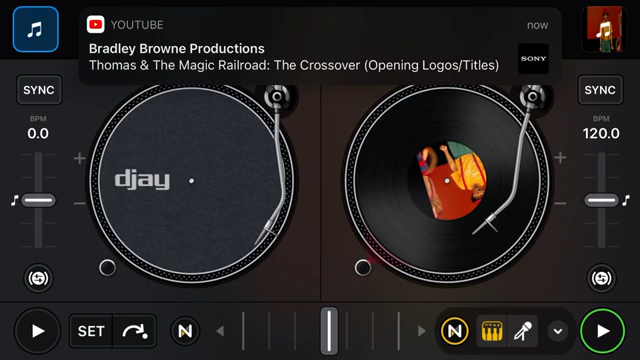 YOUTUBE
now
Bradley Browne Productions
Thomas & The Magic Railroad: The Crossover (Opening Logos/Titles)
SONY
SYNC
SYNC
BPM
0.0
BPM
120.0
djay
SET
N
N